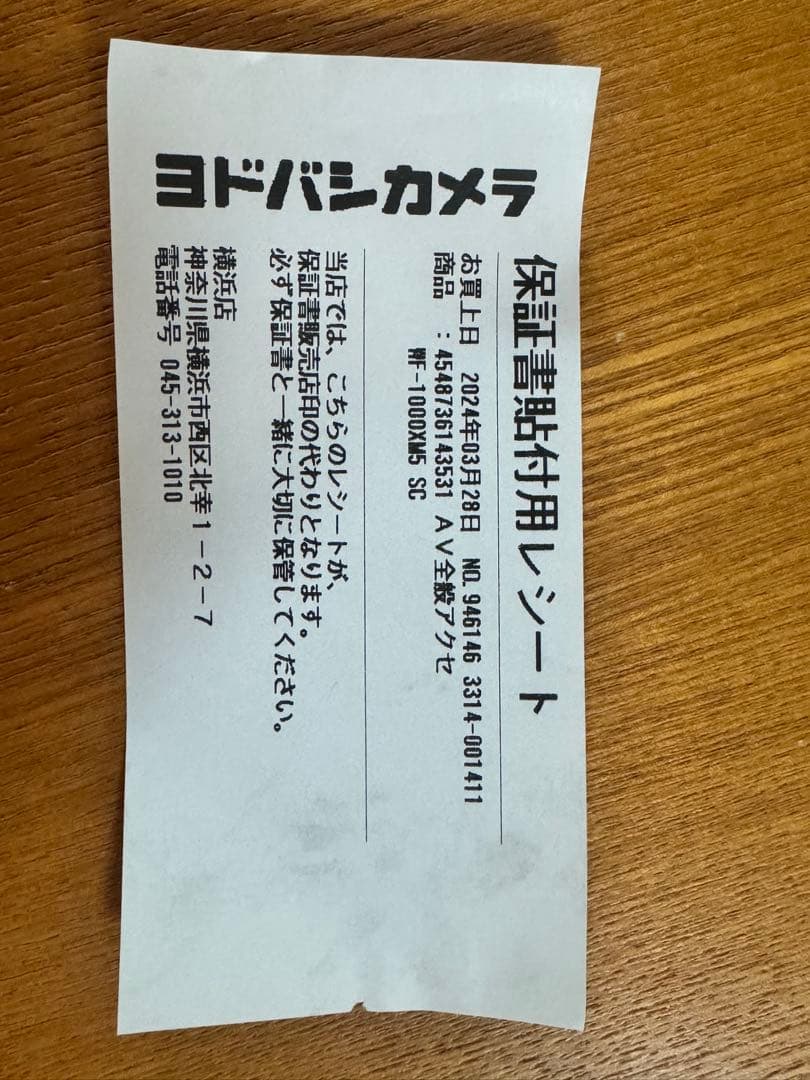 ヨドバシカメラ
保証書貼付用レシート
お買上日 2024年03月28日 NO.946146 3314-001411
商品 :4548736143531 AV全般アクセ
WF-1000XM5 SC
当店では、こちらのレシートが、
保証書販売店印の代わりとなります。
必ず保証書と一緒に大切に保管してください。
横浜店
神奈川県横浜市西区北幸1-2-7
電話番号 045-313-1010